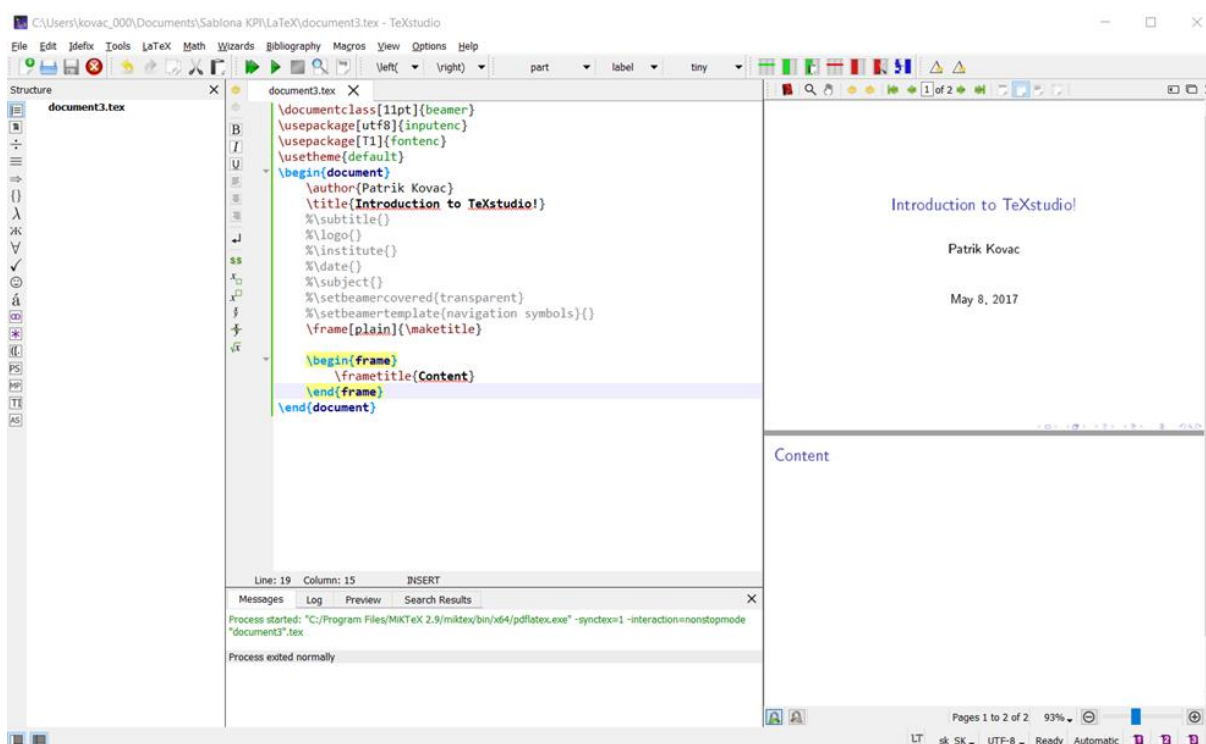 C:\Users\kovac_000\Documents\Sablona KPI\LaTeX\document3.tex - TeXstudio
File Edit Idefix Tools LaTeX Math Wizards Bibliography Magros View Options Help
\left( \right) part label tiny
Structure
document3.tex
document3.tex
1 of 2
\documentclass[11pt]{beamer}
\usepackage[utf8]{inputenc}
\usepackage[T1]{fontenc}
\usetheme{default}
\begin{document}
\author{Patrik Kovac}
\title{Introduction to TeXstudio!}
%\subtitle{}
%\logo{}
%\institute{}
%\date{}
%\subject{}
%\setbeamercovered{transparent}
%\setbeamertemplate{navigation symbols}{}
\frame[plain]{\maketitle}
\begin{frame}
\frametitle{Content}
\end{frame}
\end{document}
Line: 19 Column: 15 INSERT
Messages Log Preview Search Results
Process started: "C:/Program Files/MiKTeX 2.9/miktex/bin/x64/pdflatex.exe" -synctex=1 -interaction=nonstopmode
"document3".tex
Process exited normally
Introduction to TeXstudio!
Patrik Kovac
May 8, 2017
Content
Pages 1 to 2 of 2 93%
LT sk_SK UTF-8 Ready Automatic